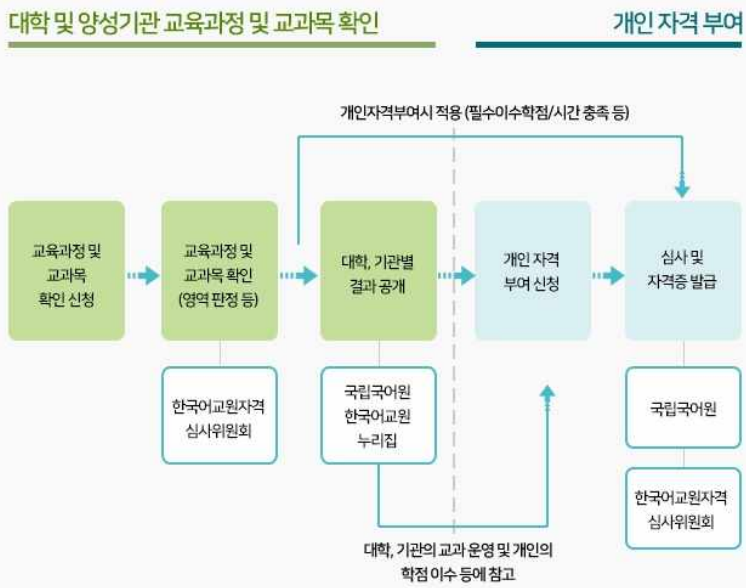 대학 및 양성기관 교육과정 및 교과목 확인
개인 자격 부여
개인자격부여시 적용 (필수이수학점/시간 충족 등)
교육과정 및
교과목
확인 신청
교육과정 및
교과목 확인
(영역 판정 등)
대학, 기관별
결과 공개
개인 자격
부여 신청
심사 및
자격증 발급
한국어교원자격
심사위원회
국립국어원
한국어교원
누리집
국립국어원
한국어교원자격
심사위원회
대학, 기관의 교과 운영 및 개인의
학점 이수 등에 참고